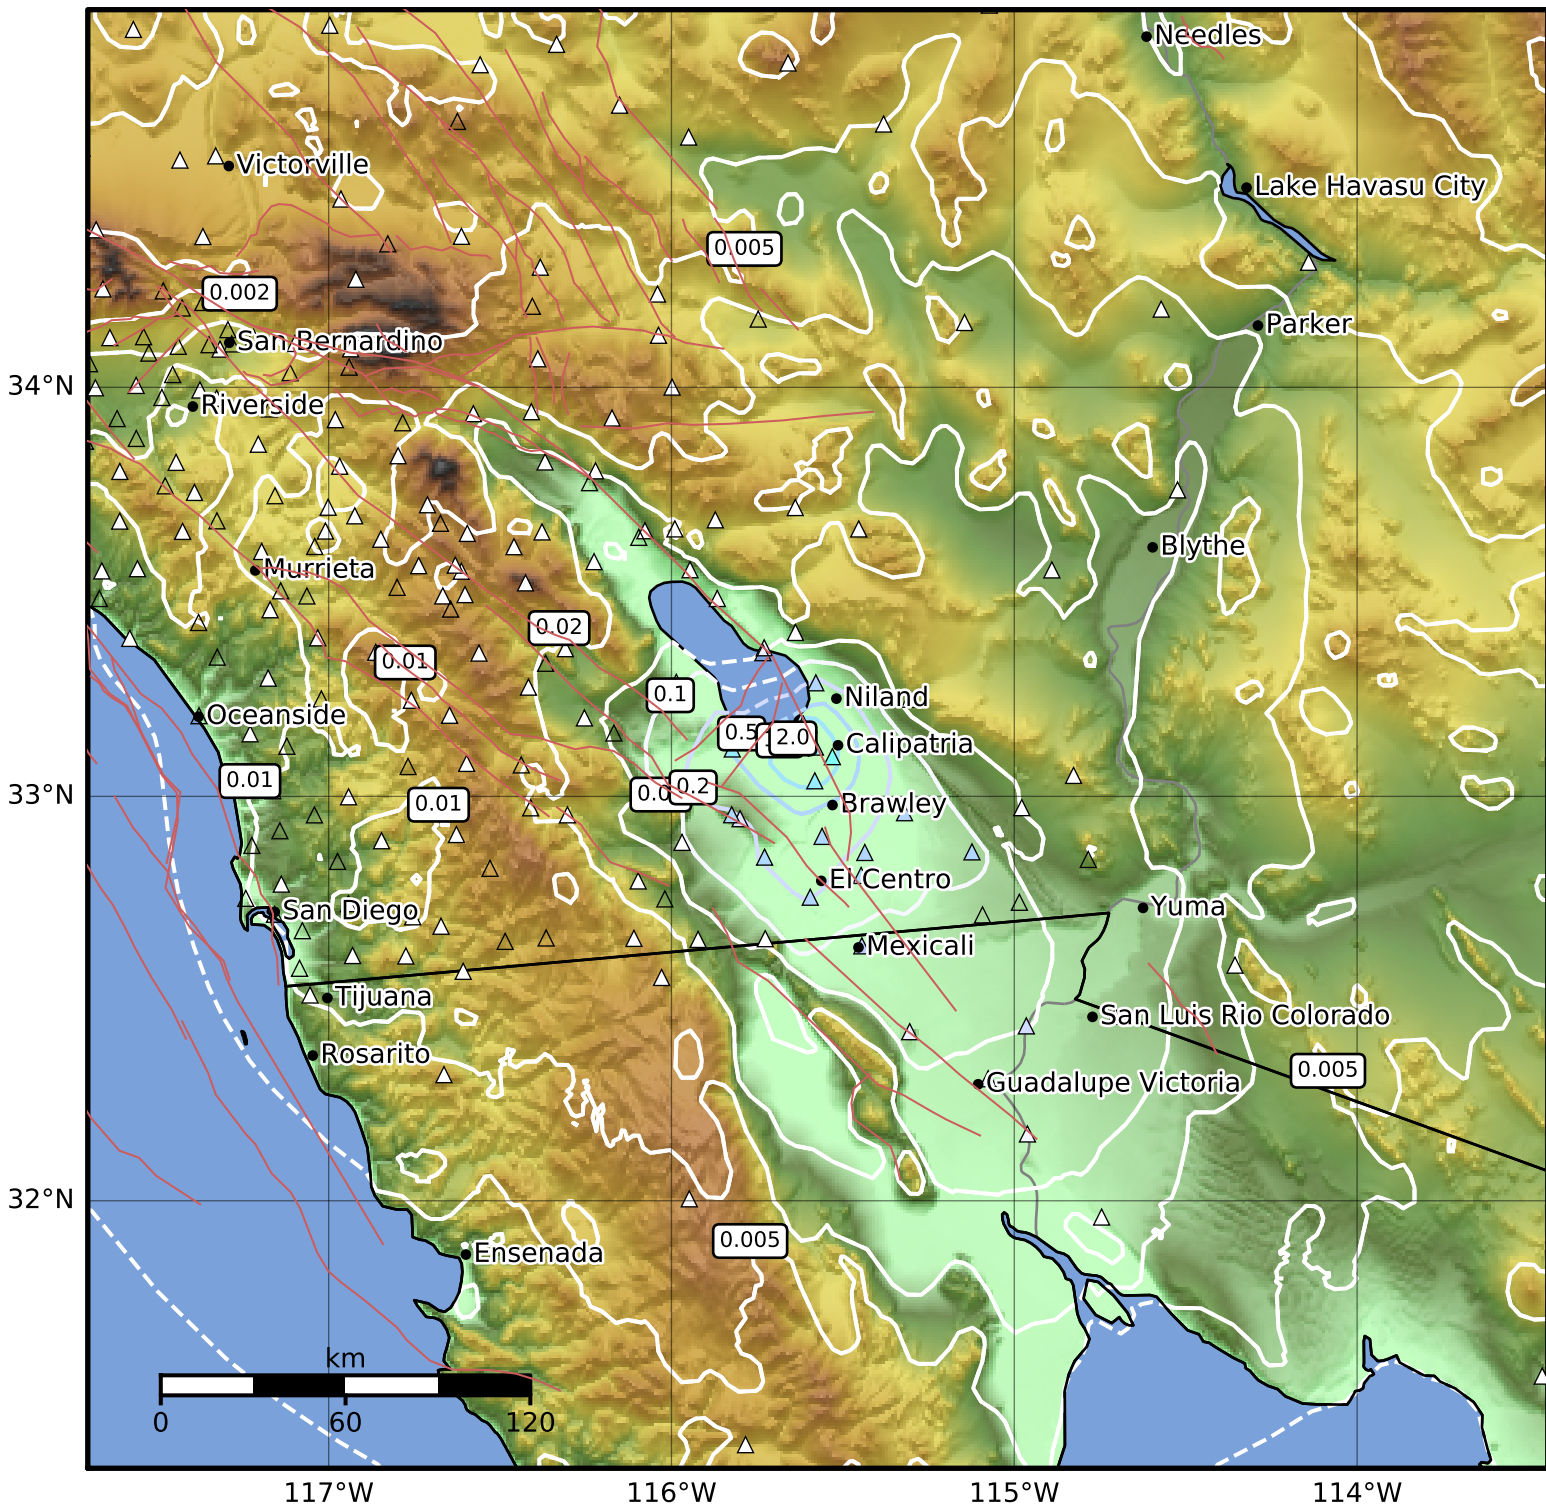 Needles
Victorville
Lake Havasu City
0.005
0.002
Parker
San Bernardino
34°N
Riverside
Blythe
Murrieta
0.02
0.01
0.1
Niland
Oceanside
0.5
2.0
Calipatria
0.01
0.2
33°N
0.01
Brawley
El Centro
Yuma
San Diego
Mexicali
Tijuana
San Luis Rio Colorado
Rosarito
0.005
Guadalupe Victoria
32°N
0.005
Ensenada
km
0 60 120
117°W 116°W 115°W 114°W